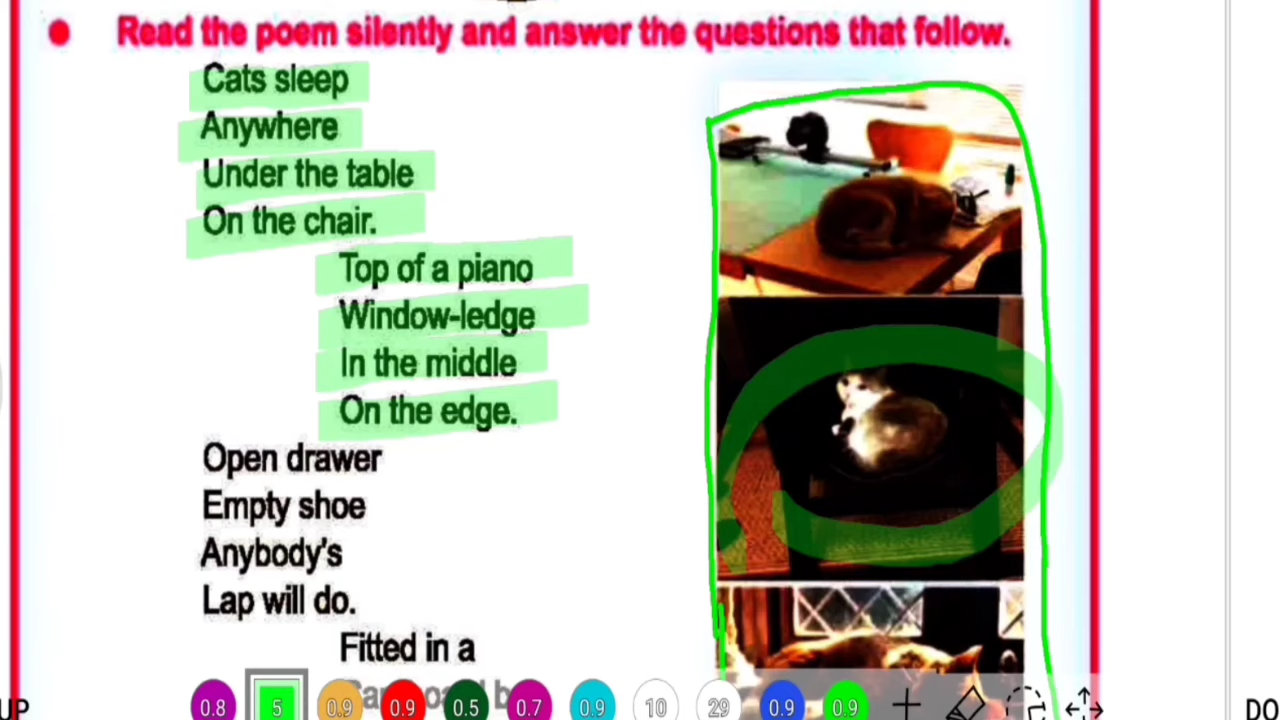 Read the poem silently and answer the questions that follow.
Cats sleep
Anywhere
Under the table
On the chair.
Top of a piano
Window-ledge
In the middle
On the edge.
Open drawer
Empty shoe
Anybody's
Lap will do.
Fitted in a
UP 0.8 5 0.9 0.9 0.5 0.7 0.9 10 29 0.9 0.9 DO